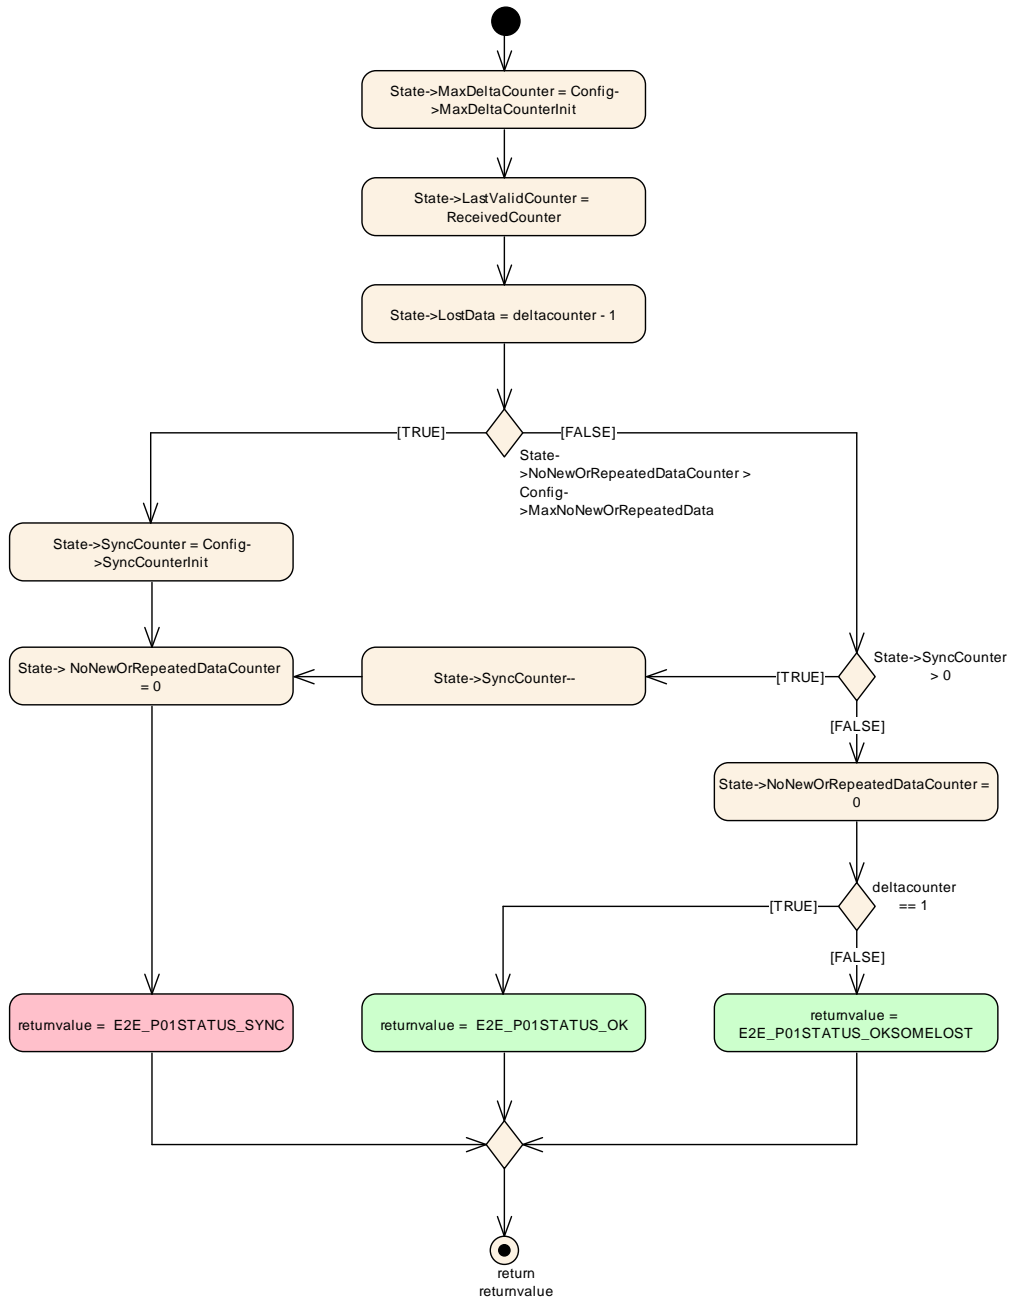 State->MaxDeltaCounter = Config-
>MaxDeltaCounterInit
State->LastValidCounter =
ReceivedCounter
State->LostData = deltacounter - 1
[TRUE]
[FALSE]
State-
>NoNewOrRepeatedDataCounter >
Config-
>MaxNoNewOrRepeatedData
State->SyncCounter = Config-
>SyncCounterInit
State-> NoNewOrRepeatedDataCounter
= 0
State->SyncCounter--
[TRUE]
State->SyncCounter
> 0
[FALSE]
State->NoNewOrRepeatedDataCounter =
0
deltacounter
== 1
[TRUE]
[FALSE]
returnvalue = E2E_P01STATUS_SYNC
returnvalue = E2E_P01STATUS_OK
returnvalue =
E2E_P01STATUS_OKSOMELOST
return
returnvalue